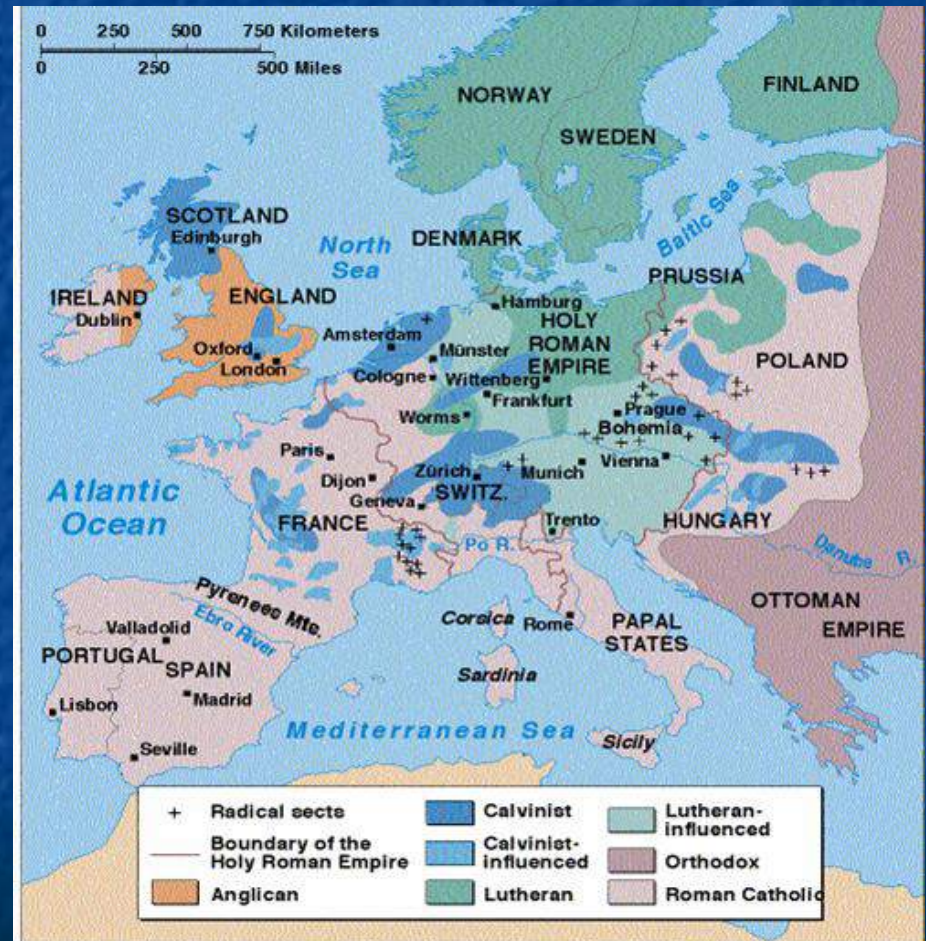 0 250 500 750 Kilometers
0 250 500 Miles
NORWAY
FINLAND
SWEDEN
SCOTLAND
Edinburgh
North
Sea
DENMARK
Baltic Sea
PRUSSIA
IRELAND
Dublin
ENGLAND
Hamburg
HOLY
ROMAN
EMPIRE
Amsterdam
Oxford
London
Münster
Cologne
Wittenberg
POLAND
Frankfurt
Worms
Prague
Bohemia
Paris
Vienna
Zürich
Munich
Dijon
SWITZ.
Geneva
Atlantic
Ocean
FRANCE
Trento
HUNGARY
Po R.
Danube R.
Pyrenees Mts.
Ebro River
Corsica
Rome
PAPAL
STATES
OTTOMAN
EMPIRE
Valladolid
PORTUGAL
SPAIN
Madrid
Lisbon
Sardinia
Mediterranean Sea
Sicily
Seville
+ Radical sects
Boundary of the
Holy Roman Empire
Anglican
Calvinist
Calvinist-
influenced
Lutheran
Lutheran-
influenced
Orthodox
Roman Catholic